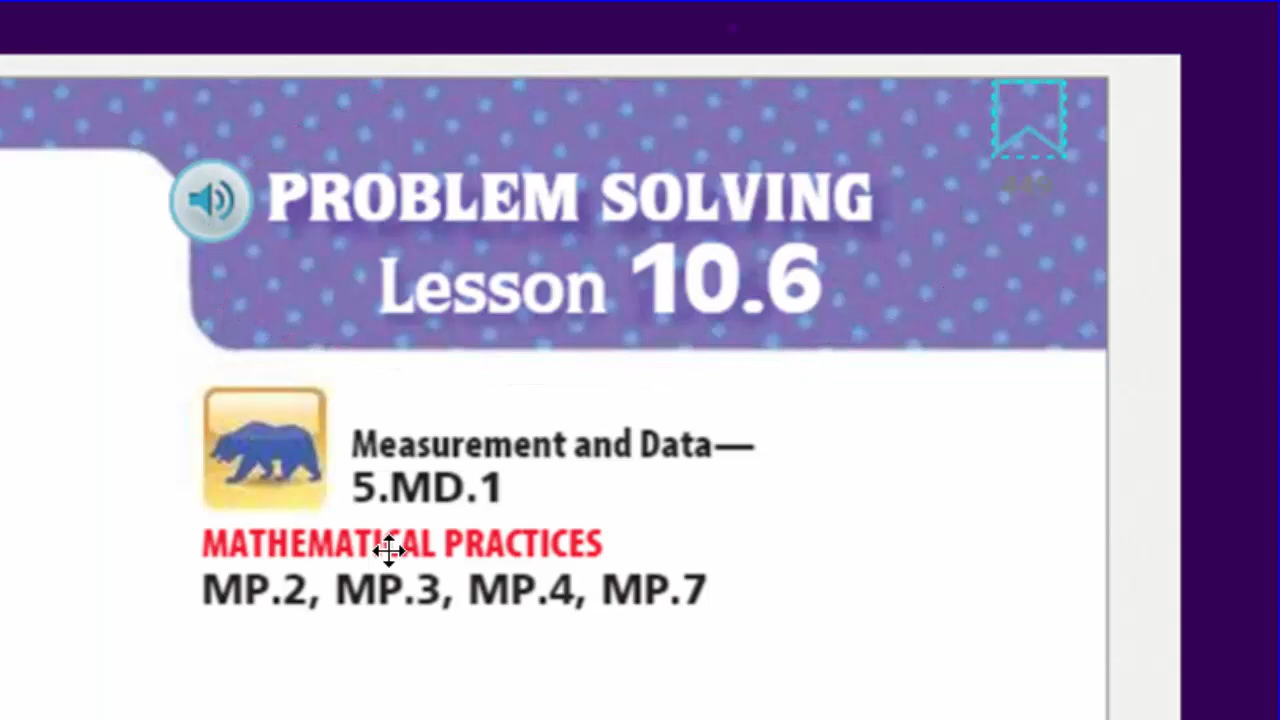 PROBLEM SOLVING
Lesson 10.6
Measurement and Data—
5.MD.1
MATHEMATICAL PRACTICES
MP.2, MP.3, MP.4, MP.7